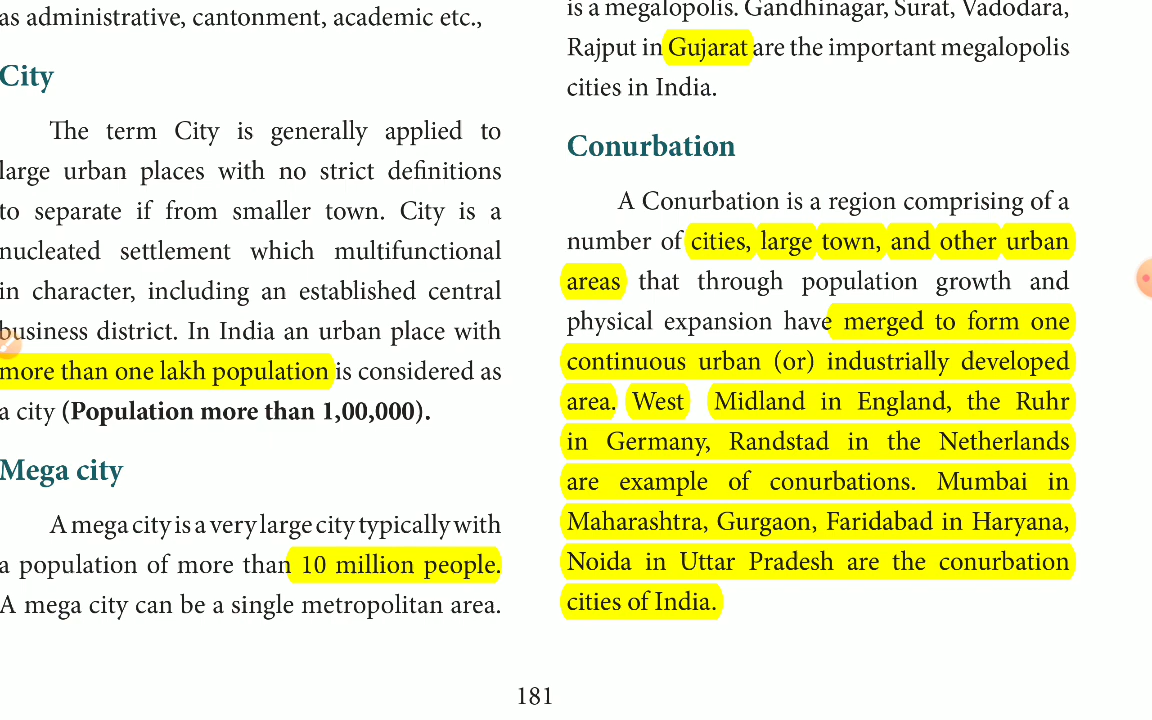 as administrative, cantonment, academic etc.,
City
The term City is generally applied to
large urban places with no strict definitions
to separate if from smaller town. City is a
nucleated settlement which multifunctional
in character, including an established central
business district. In India an urban place with
more than one lakh population is considered as
a city (Population more than 1,00,000).
Mega city
A mega city is a very large city typically with
a population of more than 10 million people.
A mega city can be a single metropolitan area.
is a megalopolis. Gandhinagar, Surat, Vadodara,
Rajput in Gujarat are the important megalopolis
cities in India.
Conurbation
A Conurbation is a region comprising of a
number of cities, large town, and other urban
areas that through population growth and
physical expansion have merged to form one
continuous urban (or) industrially developed
area. West Midland in England, the Ruhr
in Germany, Randstad in the Netherlands
are example of conurbations. Mumbai in
Maharashtra, Gurgaon, Faridabad in Haryana,
Noida in Uttar Pradesh are the conurbation
cities of India.
181